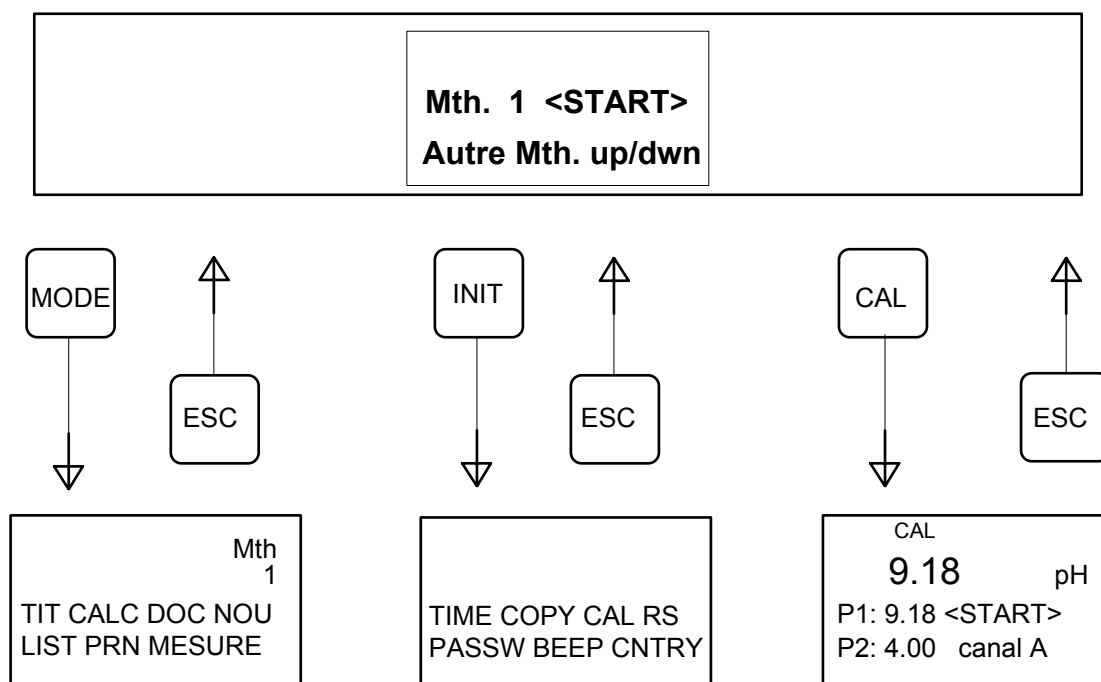 Mth. 1 <START>
Autre Mth. up/dwn
MODE
ESC
INIT
ESC
CAL
ESC
Mth
1
TIT CALC DOC NOU
LIST PRN MESURE
TIME COPY CAL RS
PASSW BEEP CNTRY
CAL
9.18 pH
P1: 9.18 <START>
P2: 4.00 canal A